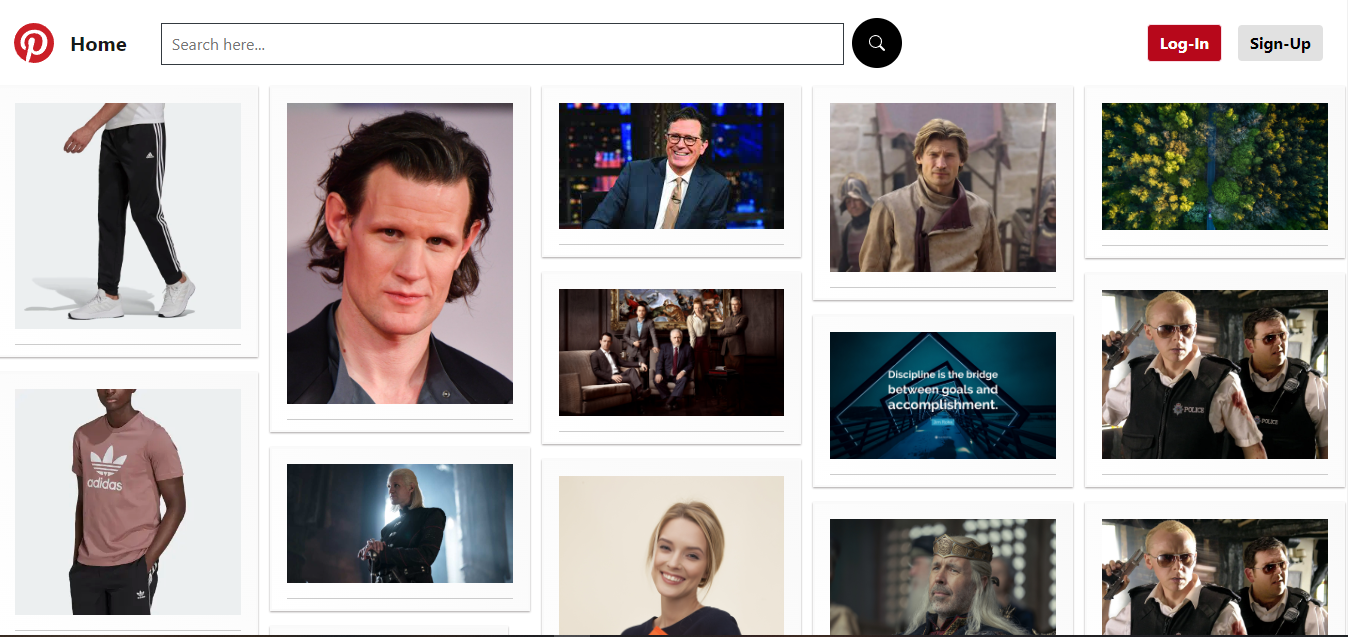 Home
Search here...
Log-In
Sign-Up
adidas
Discipline is the bridge
between goals and
accomplishment.
POLICE
POLICE